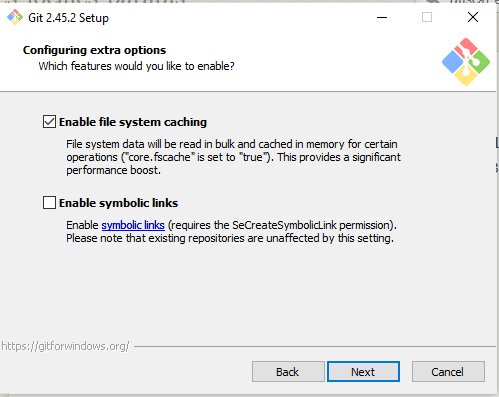 Git 2.45.2 Setup
Configuring extra options
Which features would you like to enable?
Enable file system caching
File system data will be read in bulk and cached in memory for certain
operations ("core.fscache" is set to "true"). This provides a significant
performance boost.
Enable symbolic links
Enable symbolic links (requires the SeCreateSymbolicLink permission).
Please note that existing repositories are unaffected by this setting.
https://gitforwindows.org/
Back
Next
Cancel